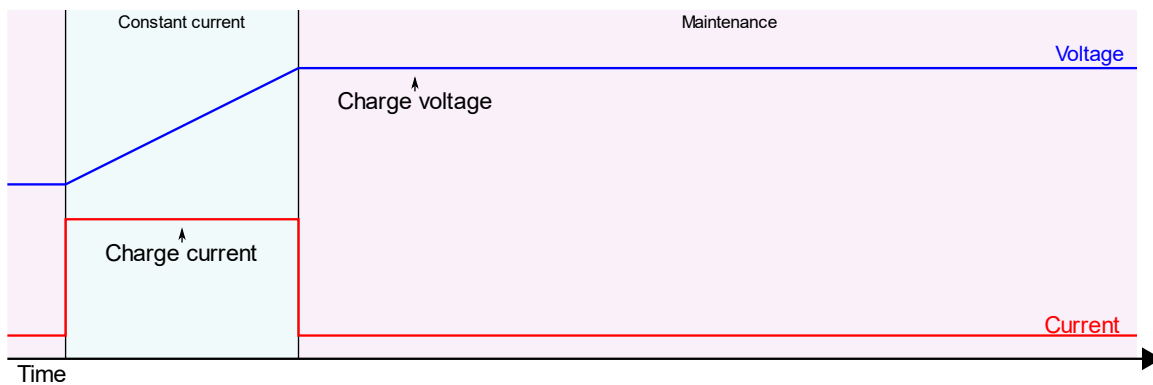 Constant current
Maintenance
Voltage
Charge voltage
Charge current
Current
Time